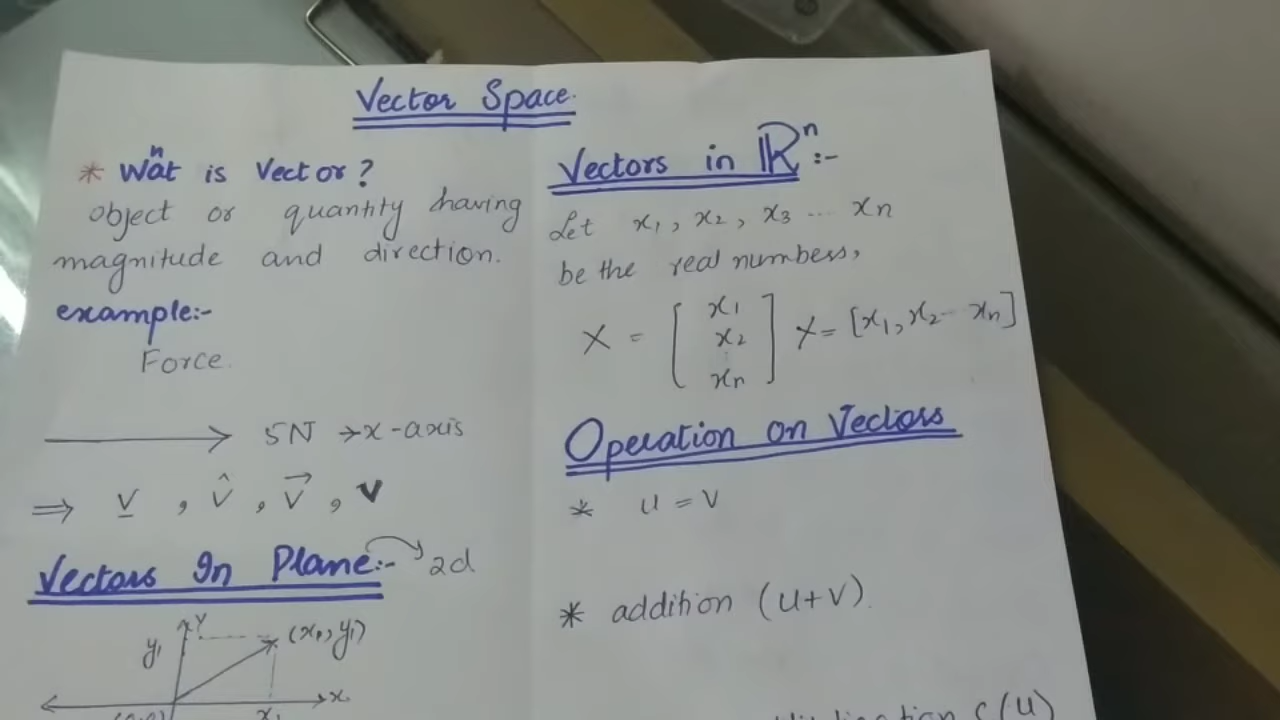 Vector Space.
* Wat is Vector?
n
object or quantity having
magnitude and direction.
example:-
Force.
5N → x-axis
⇒ v̲ , v̂ , v⃗ , 𝐯
Vectors In Plane:- 2d
Y
y₁
(x₁, y₁)
x
x₁
Vectors in ℝⁿ:-
Let x₁, x₂, x₃ ... xₙ
be the real numbers,
X = [x₁ x₂ : xₙ] X = [x₁, x₂ -- xₙ]
Operation on Vectors
* u = v
* addition (u+v).
c(u)